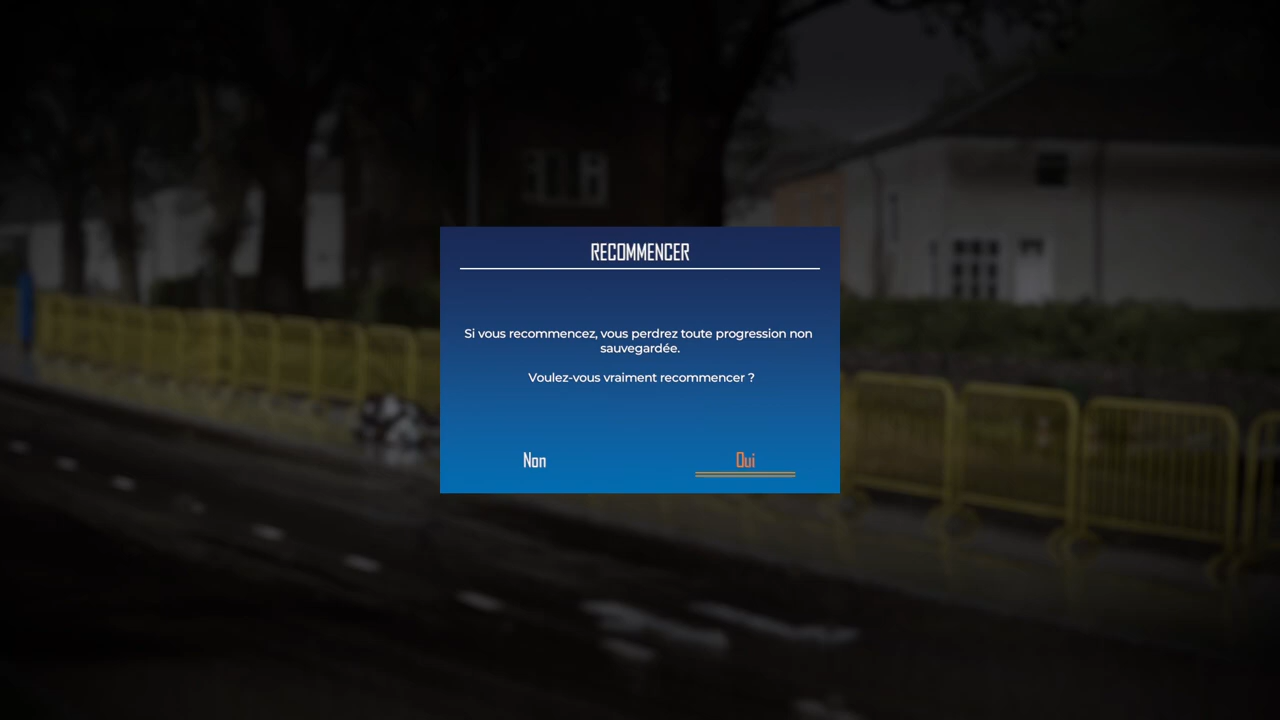 RECOMMENCER
Si vous recommencez, vous perdrez toute progression non
sauvegardée.
Voulez-vous vraiment recommencer ?
Non
Oui